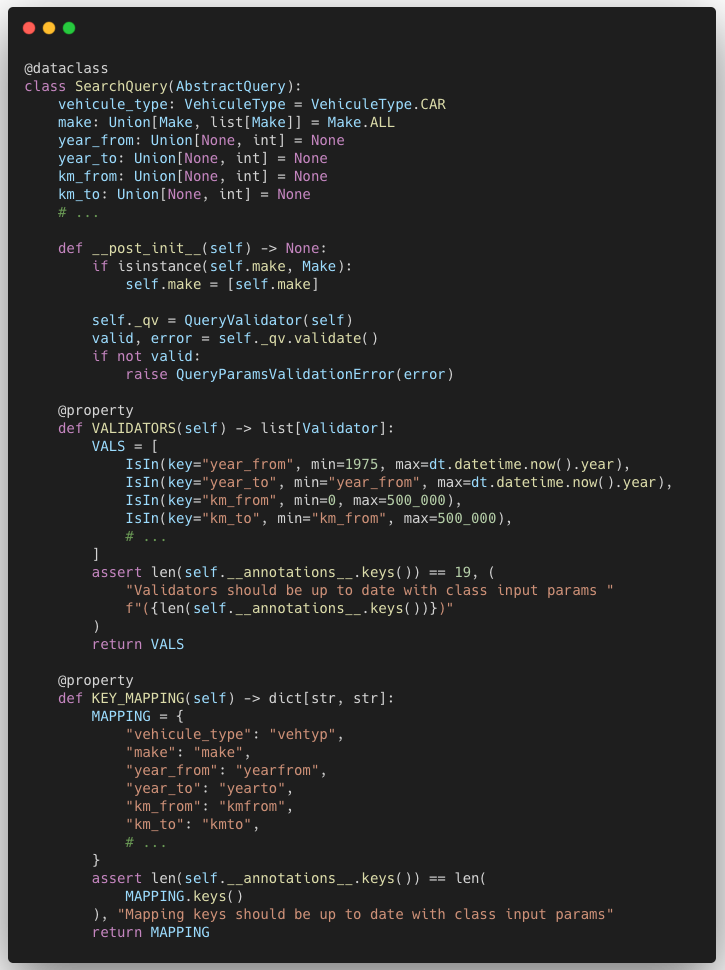 @dataclass
class SearchQuery(AbstractQuery):
    vehicule_type: VehiculeType = VehiculeType.CAR
    make: Union[Make, list[Make]] = Make.ALL
    year_from: Union[None, int] = None
    year_to: Union[None, int] = None
    km_from: Union[None, int] = None
    km_to: Union[None, int] = None
    # ...

    def __post_init__(self) -> None:
        if isinstance(self.make, Make):
            self.make = [self.make]

        self._qv = QueryValidator(self)
        valid, error = self._qv.validate()
        if not valid:
            raise QueryParamsValidationError(error)

    @property
    def VALIDATORS(self) -> list[Validator]:
        VALS = [
            IsIn(key="year_from", min=1975, max=dt.datetime.now().year),
            IsIn(key="year_to", min="year_from", max=dt.datetime.now().year),
            IsIn(key="km_from", min=0, max=500_000),
            IsIn(key="km_to", min="km_from", max=500_000),
            # ...
        ]
        assert len(self.__annotations__.keys()) == 19, (
            "Validators should be up to date with class input params "
            f"({len(self.__annotations__.keys())})"
        )
        return VALS

    @property
    def KEY_MAPPING(self) -> dict[str, str]:
        MAPPING = {
            "vehicule_type": "vehtyp",
            "make": "make",
            "year_from": "yearfrom",
            "year_to": "yearto",
            "km_from": "kmfrom",
            "km_to": "kmto",
            # ...
        }
        assert len(self.__annotations__.keys()) == len(
            MAPPING.keys()
        ), "Mapping keys should be up to date with class input params"
        return MAPPING